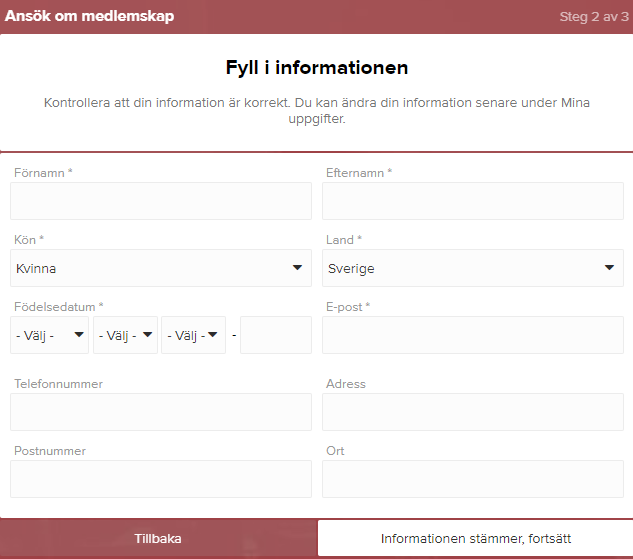 Ansök om medlemskap Steg 2 av 3
Fyll i informationen
Kontrollera att din information är korrekt. Du kan ändra din information senare under Mina
uppgifter.
Förnamn * Efternamn *
Kön * Land *
Kvinna Sverige
Födelsedatum * E-post *
- Välj - - Välj - - Välj - -
Telefonnummer Adress
Postnummer Ort
Tillbaka Informationen stämmer, fortsätt